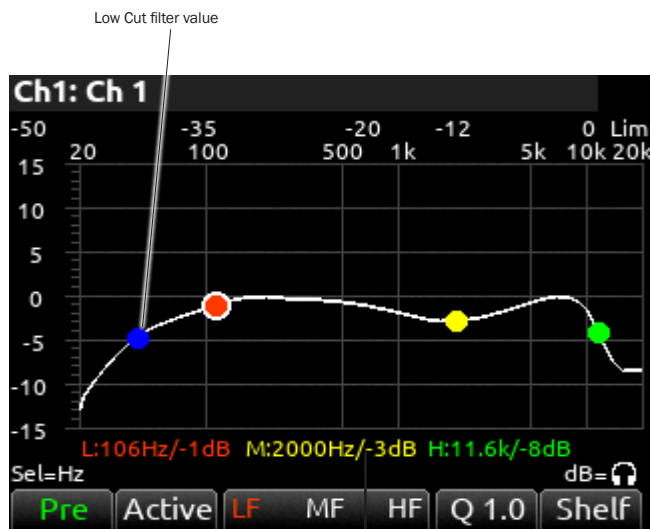 Low Cut filter value
Ch1: Ch 1
-50 -35 -20 -12 0 Lim
20 100 500 1k 5k 10k 20k
15
10
5
0
-5
-10
-15
L:106Hz/-1dB M:2000Hz/-3dB H:11.6k/-8dB
Sel=Hz dB=
Pre Active LF MF HF Q 1.0 Shelf